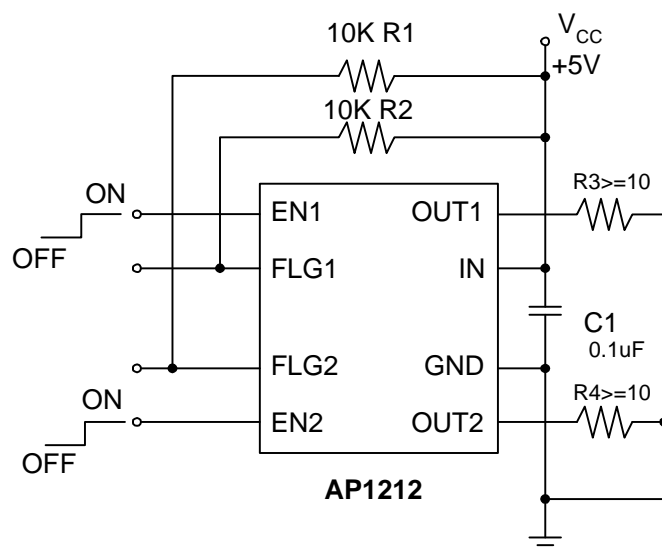 10K R1
V CC
+5V
10K R2
R3>=10
ON
OFF
EN1
OUT1
FLG1
IN
C1
0.1uF
FLG2
GND
R4>=10
ON
OFF
EN2
OUT2
AP1212